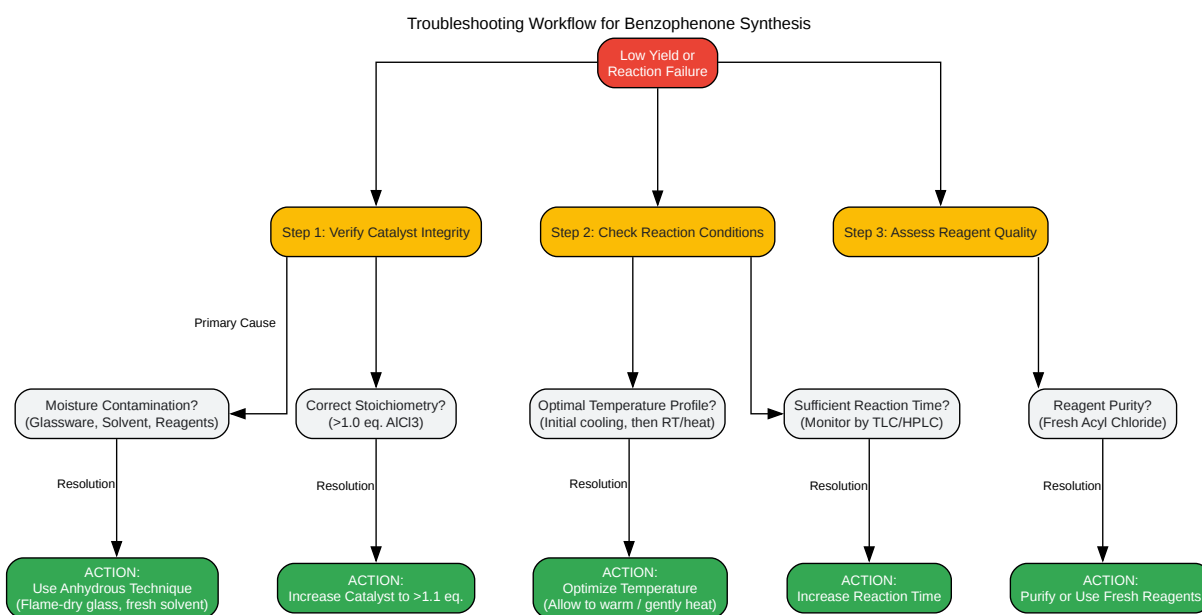 Troubleshooting Workflow for Benzophenone Synthesis
Low Yield or
Reaction Failure
Step 1: Verify Catalyst Integrity
Step 2: Check Reaction Conditions
Step 3: Assess Reagent Quality
Primary Cause
Moisture Contamination?
(Glassware, Solvent, Reagents)
Correct Stoichiometry?
(>1.0 eq. AlCl3)
Optimal Temperature Profile?
(Initial cooling, then RT/heat)
Sufficient Reaction Time?
(Monitor by TLC/HPLC)
Reagent Purity?
(Fresh Acyl Chloride)
Resolution
Resolution
Resolution
Resolution
Resolution
ACTION:
Use Anhydrous Technique
(Flame-dry glass, fresh solvent)
ACTION:
Increase Catalyst to >1.1 eq.
ACTION:
Optimize Temperature
(Allow to warm / gently heat)
ACTION:
Increase Reaction Time
ACTION:
Purify or Use Fresh Reagents